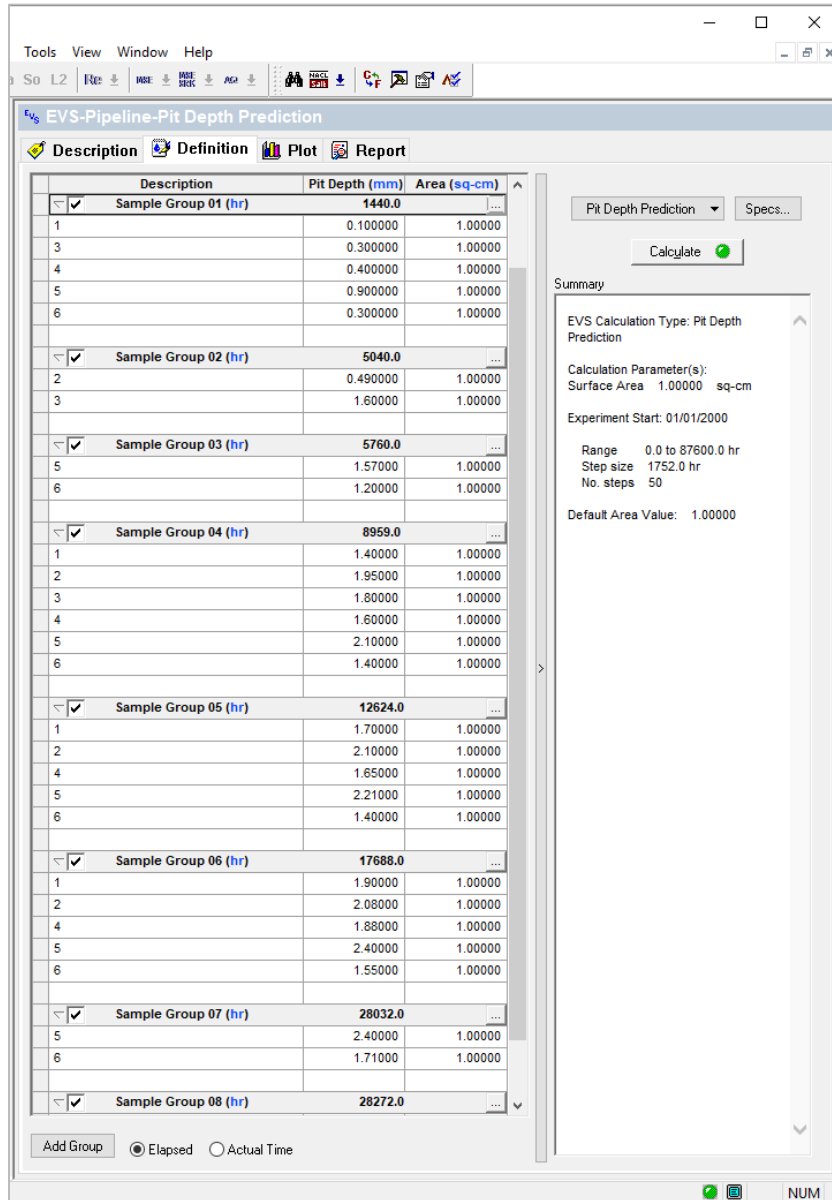 Tools View Window Help
So L2 Re
EVS-Pipeline-Pit Depth Prediction
Description Definition Plot Report
Description Pit Depth (mm) Area (sq-cm)
Sample Group 01 (hr) 1440.0 ...
1 0.100000 1.00000
3 0.300000 1.00000
4 0.400000 1.00000
5 0.900000 1.00000
6 0.300000 1.00000
Sample Group 02 (hr) 5040.0 ...
2 0.490000 1.00000
3 1.60000 1.00000
Sample Group 03 (hr) 5760.0 ...
5 1.57000 1.00000
6 1.20000 1.00000
Sample Group 04 (hr) 8959.0 ...
1 1.40000 1.00000
2 1.95000 1.00000
3 1.80000 1.00000
4 1.60000 1.00000
5 2.10000 1.00000
6 1.40000 1.00000
Sample Group 05 (hr) 12624.0 ...
1 1.70000 1.00000
2 2.10000 1.00000
4 1.65000 1.00000
5 2.21000 1.00000
6 1.40000 1.00000
Sample Group 06 (hr) 17688.0 ...
1 1.90000 1.00000
2 2.08000 1.00000
4 1.88000 1.00000
5 2.40000 1.00000
6 1.55000 1.00000
Sample Group 07 (hr) 28032.0 ...
5 2.40000 1.00000
6 1.71000 1.00000
Sample Group 08 (hr) 28272.0 ...
Add Group Elapsed Actual Time
Pit Depth Prediction Specs...
Calculate
Summary
EVS Calculation Type: Pit Depth
Prediction
Calculation Parameter(s):
Surface Area 1.00000 sq-cm
Experiment Start: 01/01/2000
Range 0.0 to 87600.0 hr
Step size 1752.0 hr
No. steps 50
Default Area Value: 1.00000
NUM